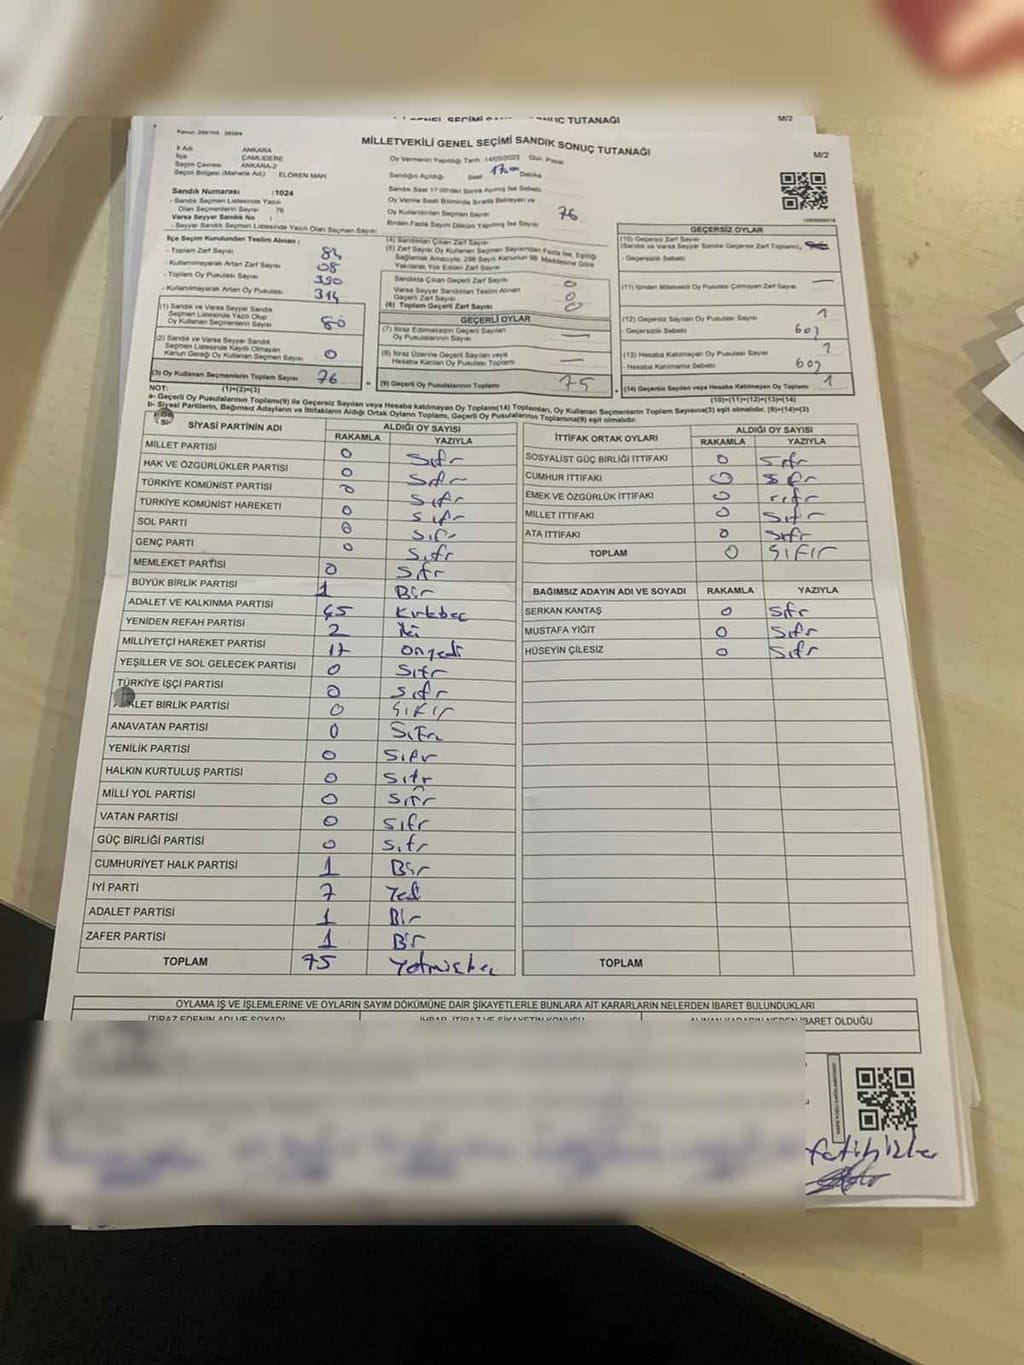 GENEL SEÇİMİ SANDIK SONUÇ TUTANAĞI
M/2
MİLLETVEKİLİ GENEL SEÇİMİ SANDIK SONUÇ TUTANAĞI
M/2
İl Adı ANKARA
İlçe ÇAMLIDERE
Seçim Çevresi ANKARA-2
Seçim Bölgesi (Mahalle Adı) : ELÖREN MAH
Oy Vermenin Yapıldığı Tarih : 14/05/2023 Gün Pazar
Sandığın Açıldığı Saat 17 Dakika
Sandık Numarası :1024
- Sandık Seçmen Listesinde Yazılı
Olan Seçmenlerin Sayısı 76
Varsa Seyyar Sandık No :
- Seyyar Sandık Seçmen Listesinde Yazılı Olan Seçmen Sayısı
Sandık Saat 17:00'den Sonra Açılmış İse Sebebi
Oy Verme Saati Bitiminde Sırada Bekleyen ve
Oy Kullandırılan Seçmen Sayısı 76
Birden Fazla Sayım Döküm Yapılmış İse Sayısı
İlçe Seçim Kurulundan Teslim Alınan :
- Toplam Zarf Sayısı 84
- Kullanılmayarak Artan Zarf Sayısı 08
- Toplam Oy Pusulası Sayısı 390
- Kullanılmayarak Artan Oy Pusulası 314
(1) Sandık ve Varsa Seyyar Sandık
Seçmen Listesinde Yazılı Olup
Oy Kullanan Seçmenlerin Sayısı 80
(2) Sandık ve Varsa Seyyar Sandık
Seçmen Listesinde Kayıtlı Olmayan
Kanun Gereği Oy Kullanan Seçmen Sayısı 0
(3) Oy Kullanan Seçmenlerin Toplam Sayısı 76
(1)+(2)=(3)
(4) Sandıktan Çıkan Zarf Sayısı
(5) Zarf Sayısı Oy Kullanan Seçmen Sayısından Fazla İse, Eşitliği
Sağlamak Amacıyla, 298 Sayılı Kanunun 98. Maddesine Göre
Yakılarak Yok Edilen Zarf Sayısı
Sandıkta Çıkan Geçerli Zarf Sayısı 0
Varsa Seyyar Sandıktan Teslim Alınan
Geçerli Zarf Sayısı 0
(6) Toplam Geçerli Zarf Sayısı 0
GEÇERLİ OYLAR
(7) İtiraz Edilmeksizin Geçerli Sayılan
Oy Pusulalarının Sayısı —
(8) İtiraz Üzerine Geçerli Sayılan veya
Hesaba Katılan Oy Pusulası Toplamı —
= (9) Geçerli Oy Pusulalarının Toplamı 75
GEÇERSİZ OYLAR
(10) Geçersiz Zarf Sayısı
(Sandık ve Varsa Seyyar Sandık Geçersiz Zarf Toplamı)
- Geçersizlik Sebebi
(11) İçinden Milletvekili Oy Pusulası Çıkmayan Zarf Sayısı —
(12) Geçersiz Sayılan Oy Pusulası Sayısı 1
- Geçersizlik Sebebi
(13) Hesaba Katılmayan Oy Pusulası Sayısı 1
- Hesaba Katılmama Sebebi
+ (14) Geçersiz Sayılan veya Hesaba Katılmayan Oy Toplamı 1
(10)+(11)+(12)+(13)=(14)
NOT:
a- Geçerli Oy Pusulalarının Toplamı(9) ile Geçersiz Sayılan veya Hesaba katılmayan Oy Toplamı(14) Toplamları, Oy Kullanan Seçmenlerin Toplam Sayısına(3) eşit olmalıdır. (9)+(14)=(3)
b- Siyasi Partilerin, Bağımsız Adayların ve İttifakların Aldığı Ortak Oyların Toplamı, Geçerli Oy Pusulalarının Toplamına(9) eşit olmalıdır.
SİYASİ PARTİNİN ADI ALDIĞI OY SAYISI
RAKAMLA YAZIYLA
MİLLET PARTİSİ 0 Sıfır
HAK VE ÖZGÜRLÜKLER PARTİSİ 0 Sıfır
TÜRKİYE KOMÜNİST PARTİSİ 0 Sıfır
TÜRKİYE KOMÜNİST HAREKETİ 0 Sıfır
SOL PARTİ 0 Sıfır
GENÇ PARTİ 0 Sıfır
MEMLEKET PARTİSİ 0 Sıfır
BÜYÜK BİRLİK PARTİSİ 1 Bir
ADALET VE KALKINMA PARTİSİ 45 Kırkbeş
YENİDEN REFAH PARTİSİ 2 İki
MİLLİYETÇİ HAREKET PARTİSİ 17 Onyedi
YEŞİLLER VE SOL GELECEK PARTİSİ 0 Sıfır
TÜRKİYE İŞÇİ PARTİSİ 0 Sıfır
ADALET BİRLİK PARTİSİ 0 SIFIR
ANAVATAN PARTİSİ 0 Sıfır
YENİLİK PARTİSİ 0 Sıfır
HALKIN KURTULUŞ PARTİSİ 0 Sıfır
MİLLİ YOL PARTİSİ 0 Sıfır
VATAN PARTİSİ 0 Sıfır
GÜÇ BİRLİĞİ PARTİSİ 0 Sıfır
CUMHURİYET HALK PARTİSİ 1 Bir
İYİ PARTİ 7 Yedi
ADALET PARTİSİ 1 Bir
ZAFER PARTİSİ 1 Bir
TOPLAM 75 Yetmişbeş
İTTİFAK ORTAK OYLARI ALDIĞI OY SAYISI
RAKAMLA YAZIYLA
SOSYALİST GÜÇ BİRLİĞİ İTTİFAKI 0 Sıfır
CUMHUR İTTİFAKI 0 Sıfır
EMEK VE ÖZGÜRLÜK İTTİFAKI 0 Sıfır
MİLLET İTTİFAKI 0 Sıfır
ATA İTTİFAKI 0 Sıfır
TOPLAM 0 SIFIR
BAĞIMSIZ ADAYIN ADI VE SOYADI RAKAMLA YAZIYLA
SERKAN KANTAŞ 0 Sıfır
MUSTAFA YİĞİT 0 Sıfır
HÜSEYİN ÇİLESİZ 0 Sıfır
TOPLAM
OYLAMA İŞ VE İŞLEMLERİNE VE OYLARIN SAYIM DÖKÜMÜNE DAİR ŞİKAYETLERLE BUNLARA AİT KARARLARIN NELERDEN İBARET BULUNDUKLARI
İTİRAZ EDENİN ADI VE SOYADI İHBAR, İTİRAZ VE ŞİKAYETİN KONUSU ALINAN KARARIN NEDEN İBARET OLDUĞU